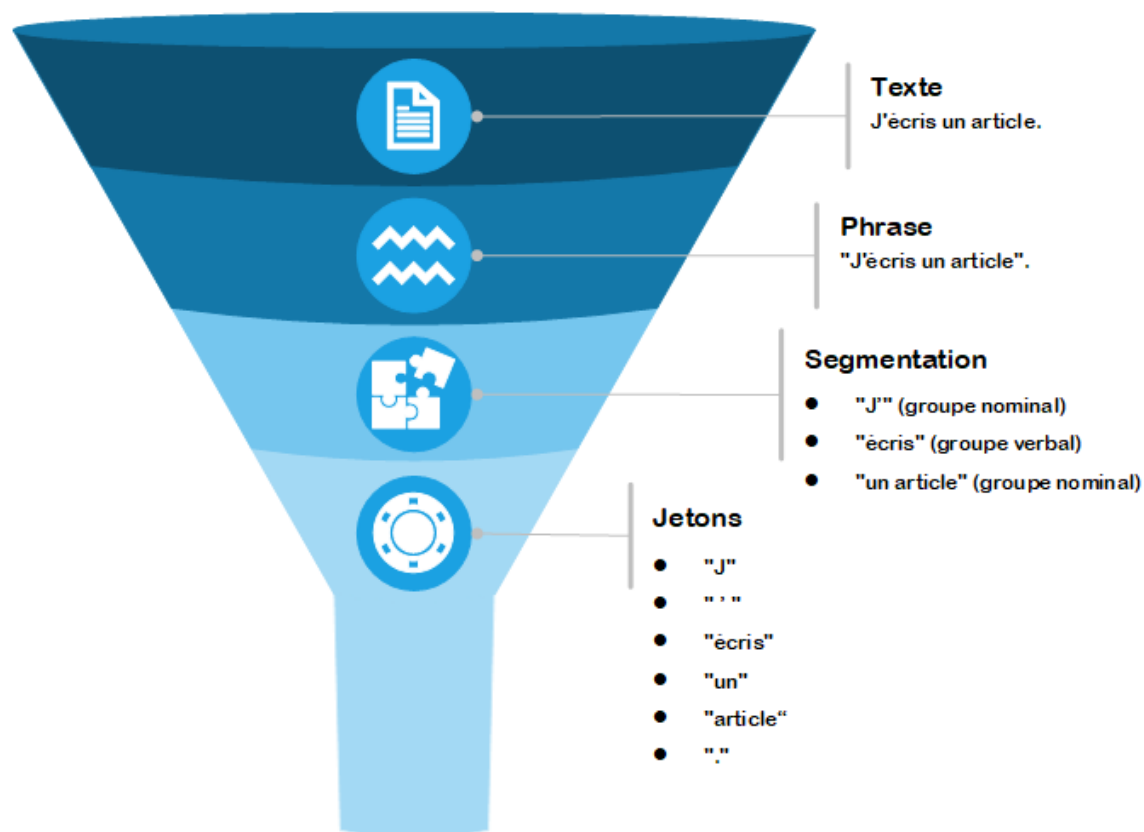 Texte
J'écris un article.
Phrase
"J'écris un article".
Segmentation
● "J’" (groupe nominal)
● "écris" (groupe verbal)
● "un article" (groupe nominal)
Jetons
● "J"
● " ’ "
● "écris"
● "un"
● "article“
● "."